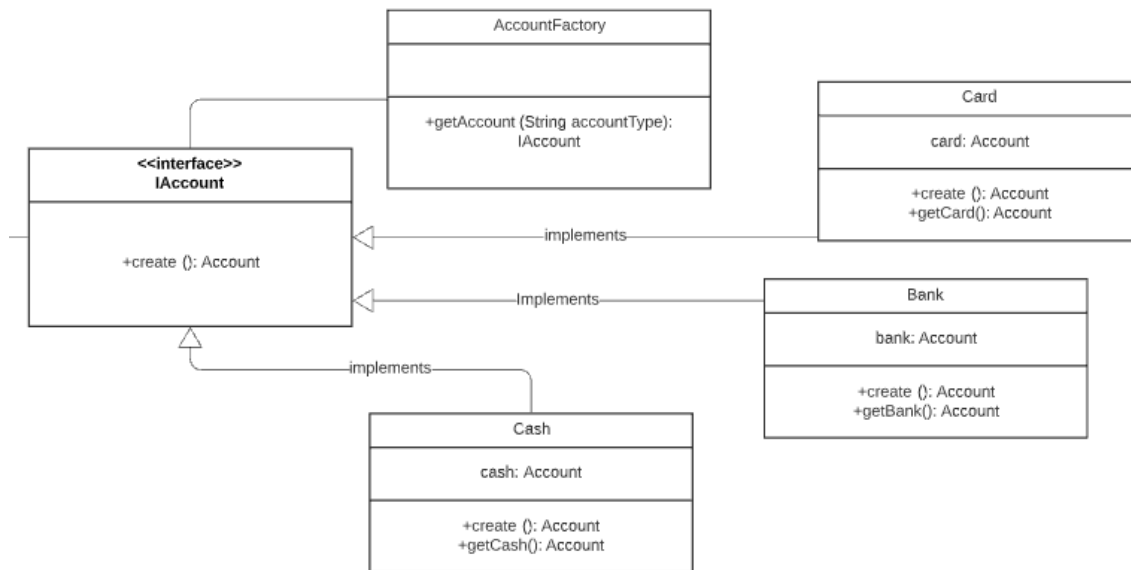 AccountFactory
+getAccount (String accountType):
IAccount
<<interface>>
IAccount
+create (): Account
Card
card: Account
+create (): Account
+getCard(): Account
implements
Implements
Bank
bank: Account
+create (): Account
+getBank(): Account
implements
Cash
cash: Account
+create (): Account
+getCash(): Account